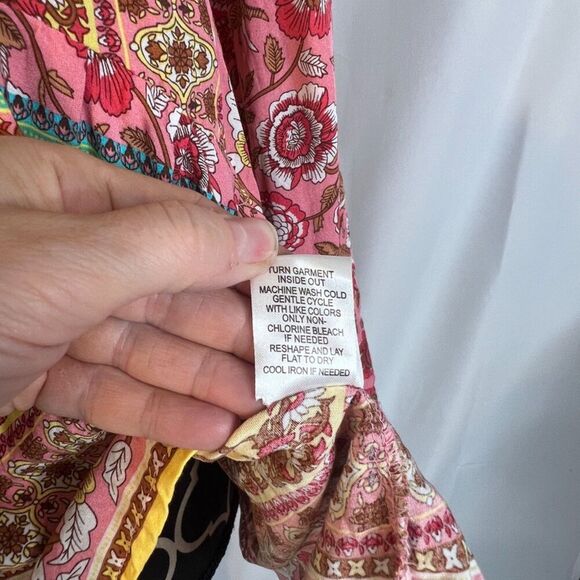 TURN GARMENT
INSIDE OUT
MACHINE WASH COLD
GENTLE CYCLE
WITH LIKE COLORS
ONLY NON-
CHLORINE BLEACH
IF NEEDED
RESHAPE AND LAY
FLAT TO DRY
COOL IRON IF NEEDED